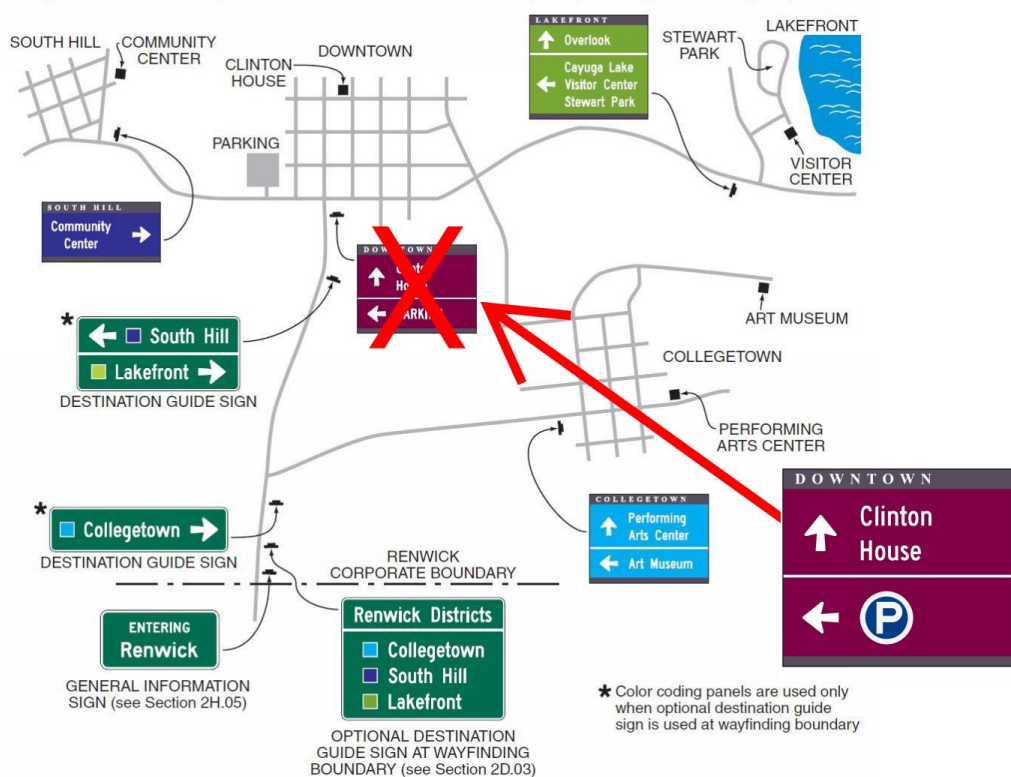 SOUTH HILL
COMMUNITY
CENTER
DOWNTOWN
CLINTON
HOUSE
PARKING
LAKEFRONT
Overlook
Cayuga Lake
Visitor Center
Stewart Park
STEWART
PARK
LAKEFRONT
VISITOR
CENTER
SOUTH HILL
Community
Center
DOWNTOWN
* South Hill
Lakefront
DESTINATION GUIDE SIGN
ART MUSEUM
COLLEGETOWN
PERFORMING
ARTS CENTER
* Collegetown
DESTINATION GUIDE SIGN
COLLEGETOWN
Performing
Arts Center
Art Museum
DOWNTOWN
Clinton
House
P
RENWICK
CORPORATE BOUNDARY
ENTERING
Renwick
GENERAL INFORMATION
SIGN (see Section 2H.05)
Renwick Districts
Collegetown
South Hill
Lakefront
OPTIONAL DESTINATION
GUIDE SIGN AT WAYFINDING
BOUNDARY (see Section 2D.03)
* Color coding panels are used only
when optional destination guide
sign is used at wayfinding boundary